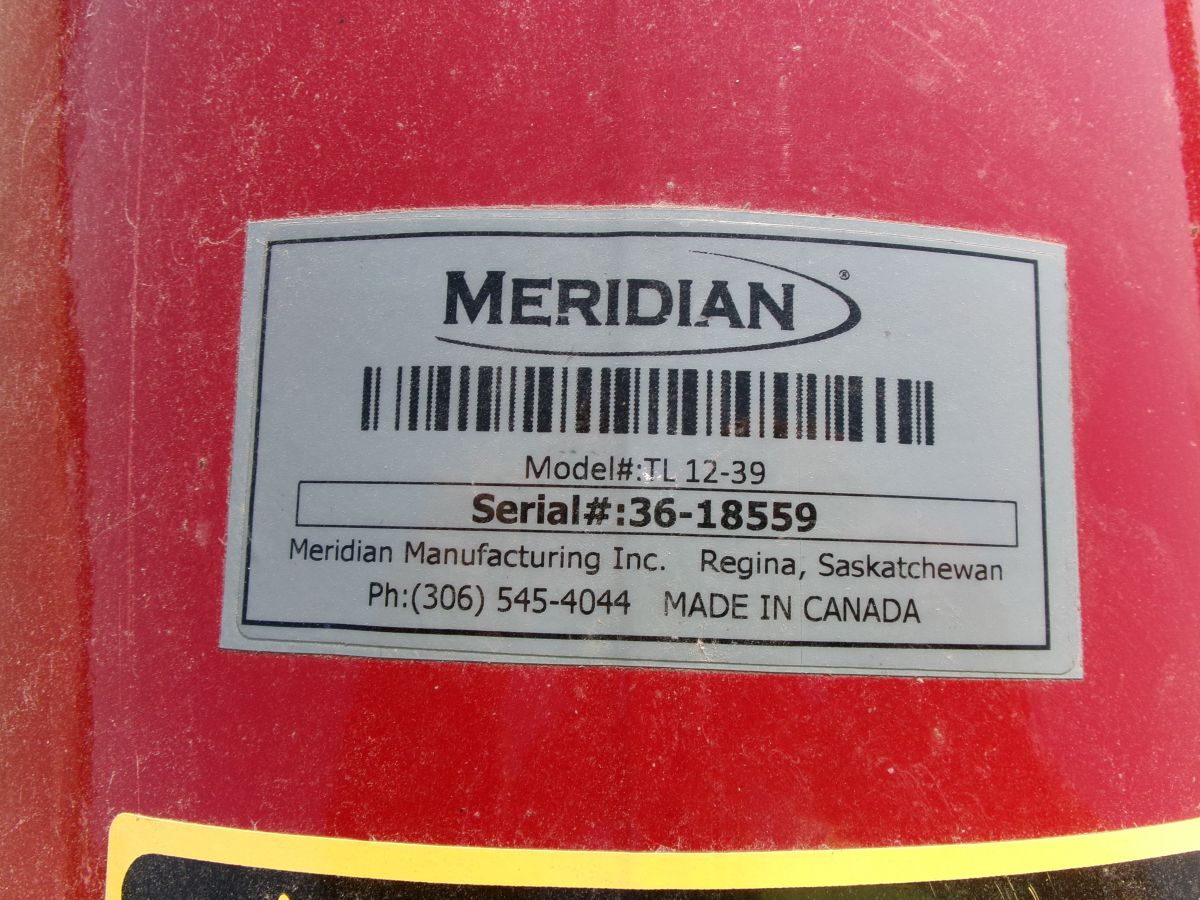 MERIDIAN®
Model#:TL 12-39
Serial#:36-18559
Meridian Manufacturing Inc. Regina, Saskatchewan
Ph:(306) 545-4044 MADE IN CANADA